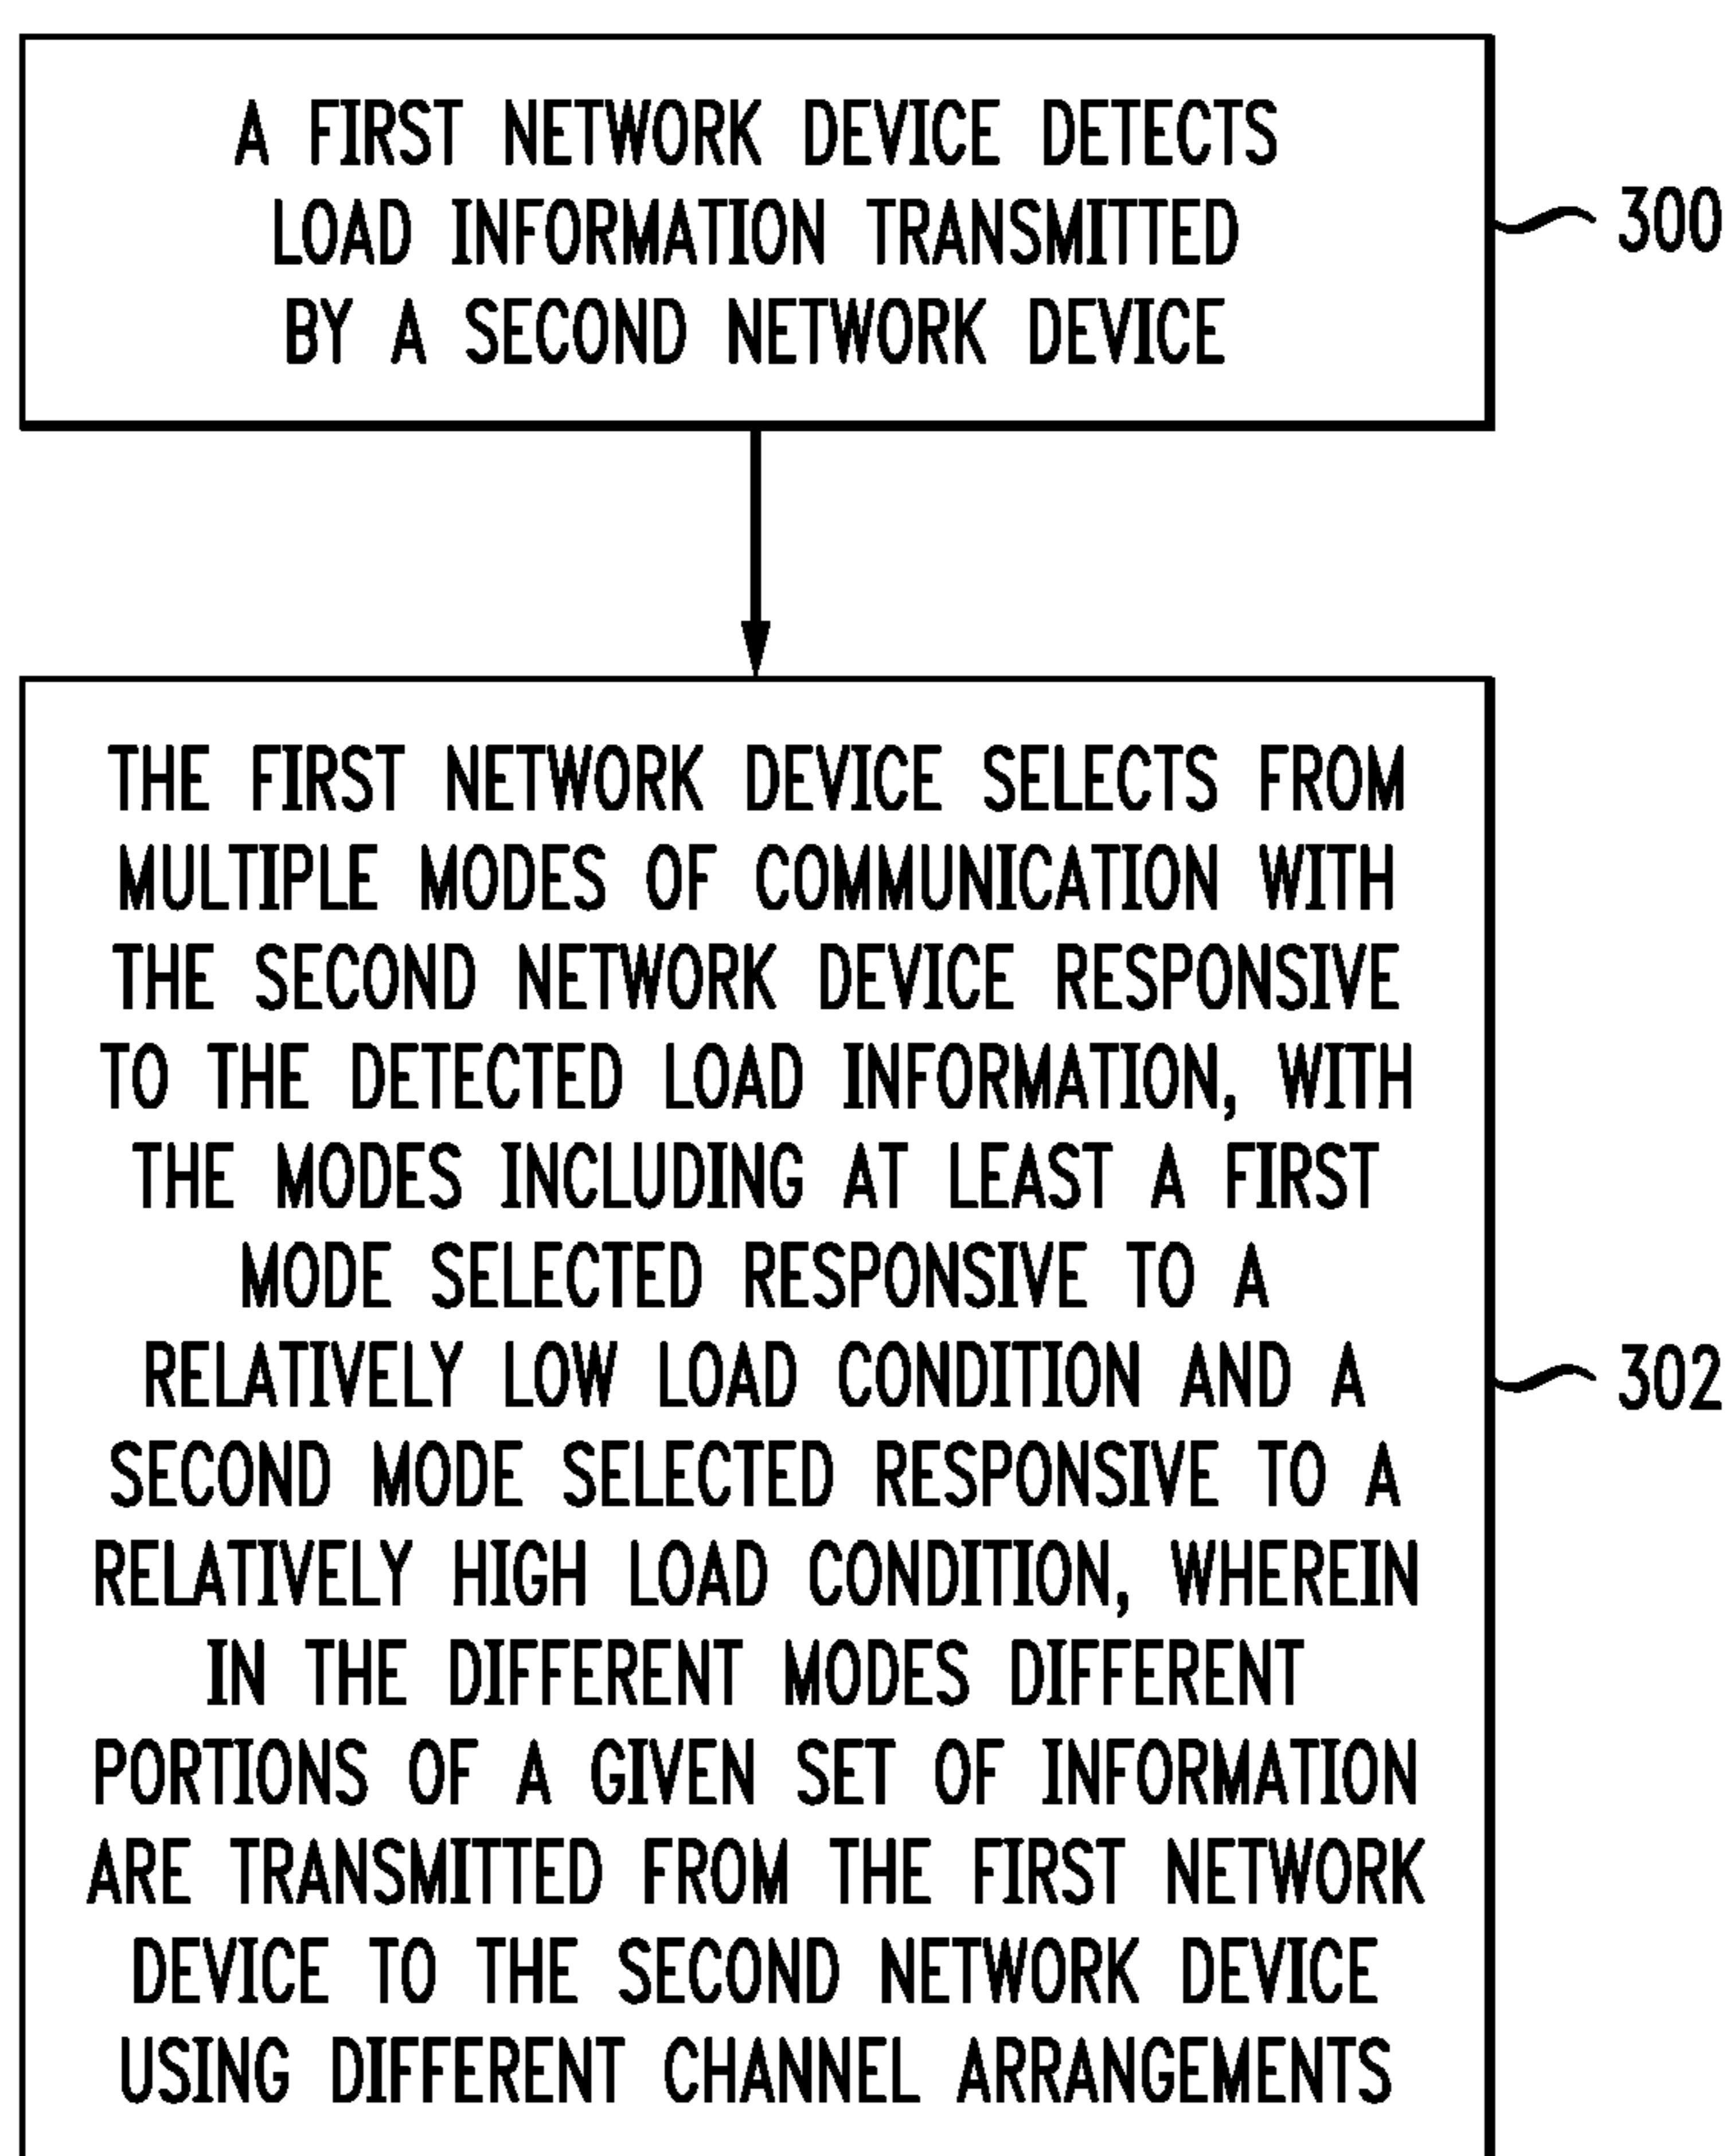 A FIRST NETWORK DEVICE DETECTS
LOAD INFORMATION TRANSMITTED
BY A SECOND NETWORK DEVICE
300
THE FIRST NETWORK DEVICE SELECTS FROM
MULTIPLE MODES OF COMMUNICATION WITH
THE SECOND NETWORK DEVICE RESPONSIVE
TO THE DETECTED LOAD INFORMATION, WITH
THE MODES INCLUDING AT LEAST A FIRST
MODE SELECTED RESPONSIVE TO A
RELATIVELY LOW LOAD CONDITION AND A
SECOND MODE SELECTED RESPONSIVE TO A
RELATIVELY HIGH LOAD CONDITION, WHEREIN
IN THE DIFFERENT MODES DIFFERENT
PORTIONS OF A GIVEN SET OF INFORMATION
ARE TRANSMITTED FROM THE FIRST NETWORK
DEVICE TO THE SECOND NETWORK DEVICE
USING DIFFERENT CHANNEL ARRANGEMENTS
302